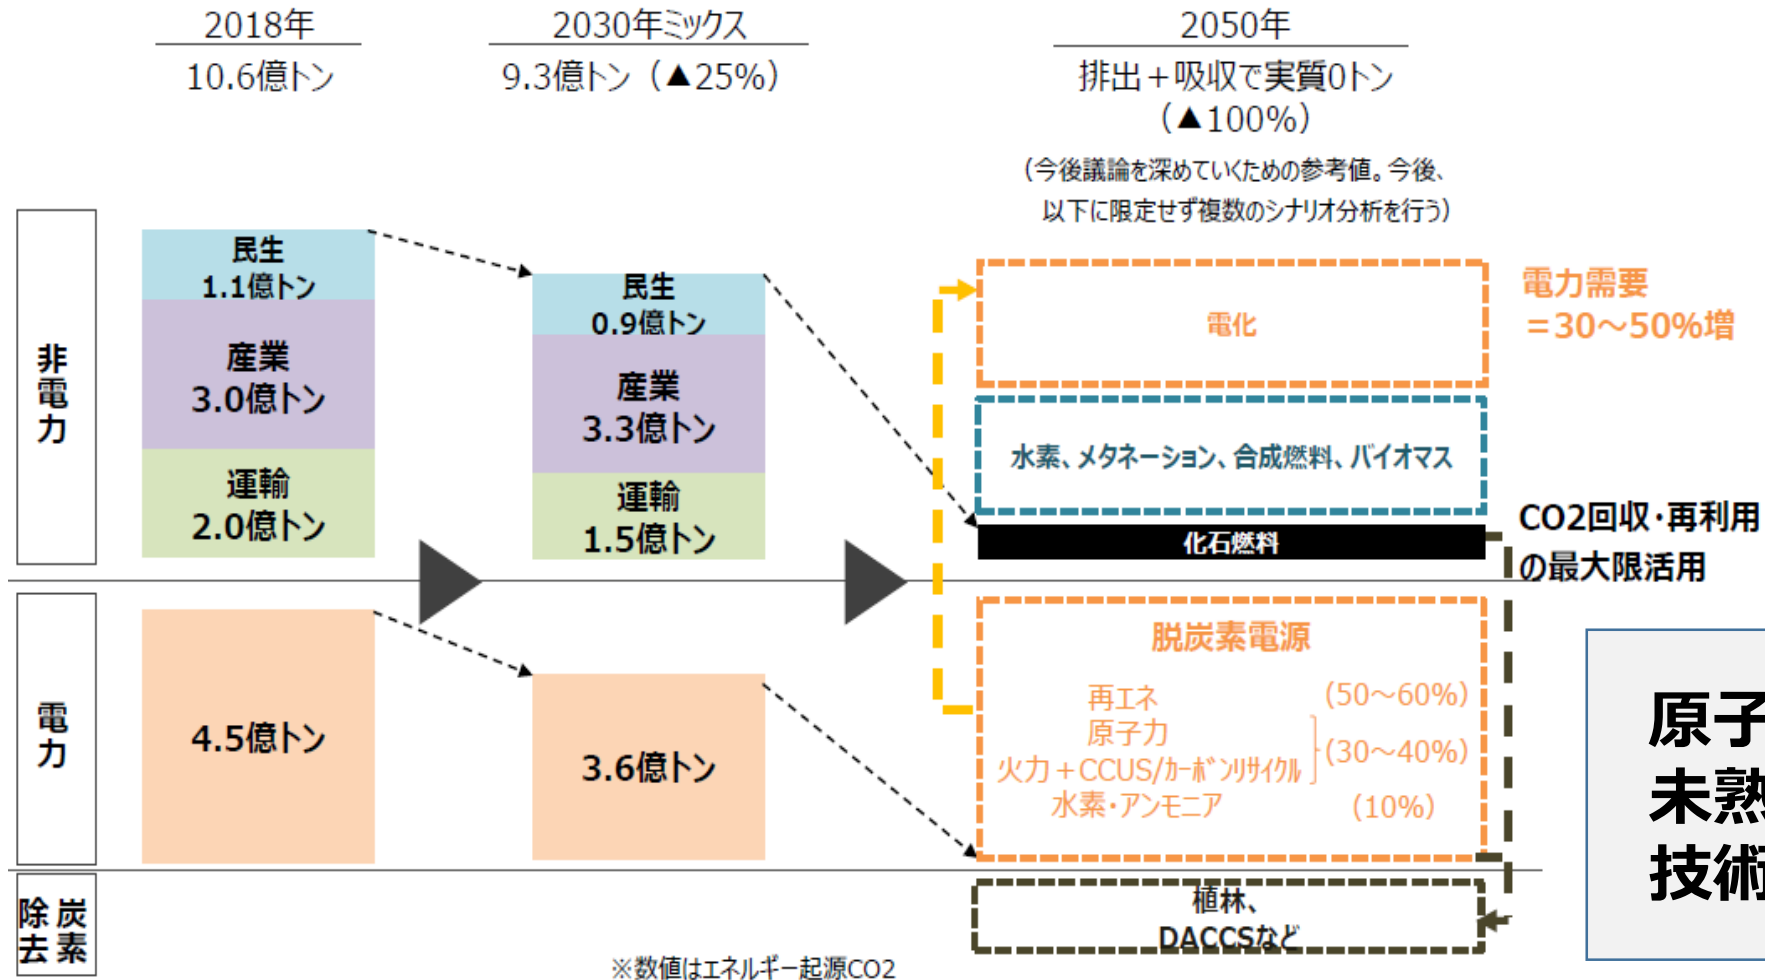 2018年
10.6億トン
2030年ミックス
9.3億トン（▲25%）
2050年
排出＋吸収で実質0トン
（▲100%）
（今後議論を深めていくための参考値。今後、
以下に限定せず複数のシナリオ分析を行う）
非電力
民生
1.1億トン
産業
3.0億トン
運輸
2.0億トン
民生
0.9億トン
産業
3.3億トン
運輸
1.5億トン
電化
電力需要
＝30～50%増
水素、メタネーション、合成燃料、バイオマス
化石燃料
CO2回収・再利用
の最大限活用
電力
4.5億トン
3.6億トン
脱炭素電源
再エネ (50～60%)
原子力
火力＋CCUS/カーボンリサイクル (30～40%)
水素・アンモニア (10%)
原子
未熟
技術
炭素除去
植林、
DACCSなど
※数値はエネルギー起源CO2